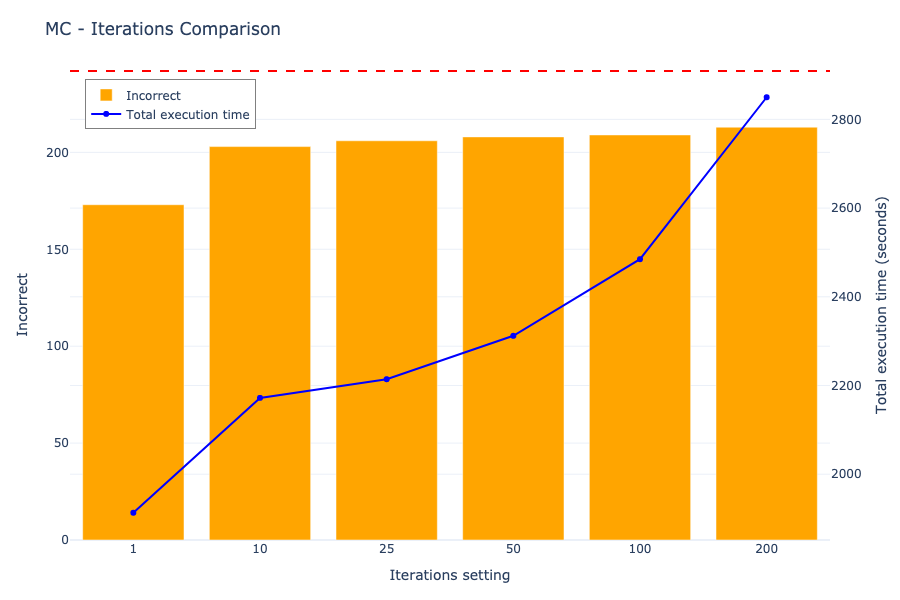 MC - Iterations Comparison
Incorrect
Total execution time
200
150
100
50
0
2800
2600
2400
2200
2000
1 10 25 50 100 200
Iterations setting
Incorrect
Total execution time (seconds)